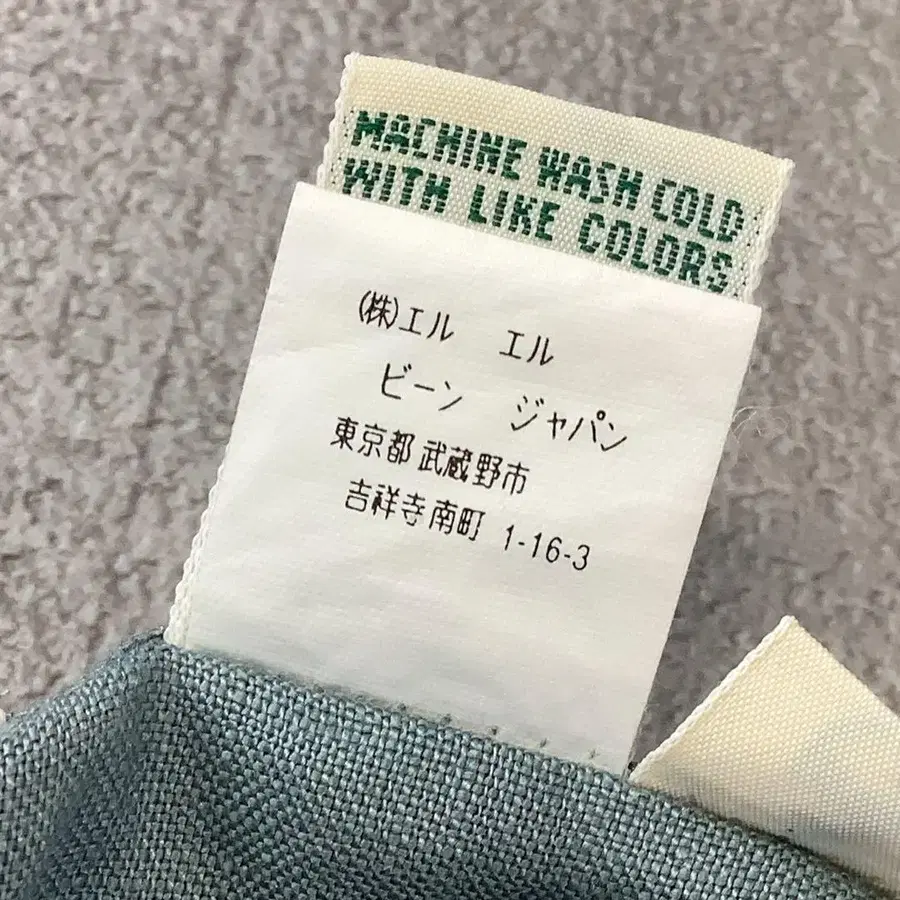 MACHINE WASH COLD
WITH LIKE COLORS
(株)エル エル
ビーン ジャパン
東京都武蔵野市
吉祥寺南町 1-16-3